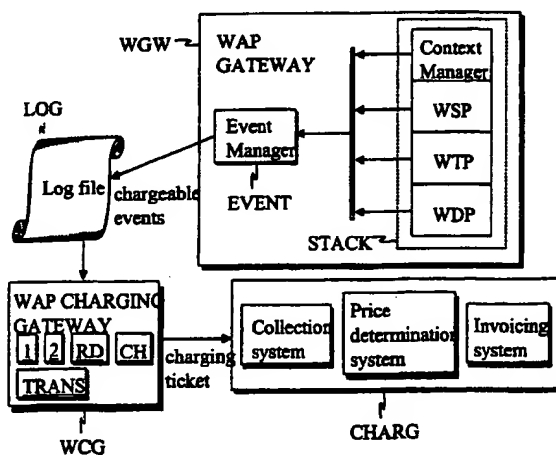 WGW
WAP
GATEWAY
Context
Manager
WSP
WTP
WDP
STACK
Event
Manager
EVENT
LOG
Log file
chargeable
events
WAP CHARGING
GATEWAY
1 2 RD CH
TRANS
WCG
charging
ticket
Collection
system
Price
determination
system
Invoicing
system
CHARG